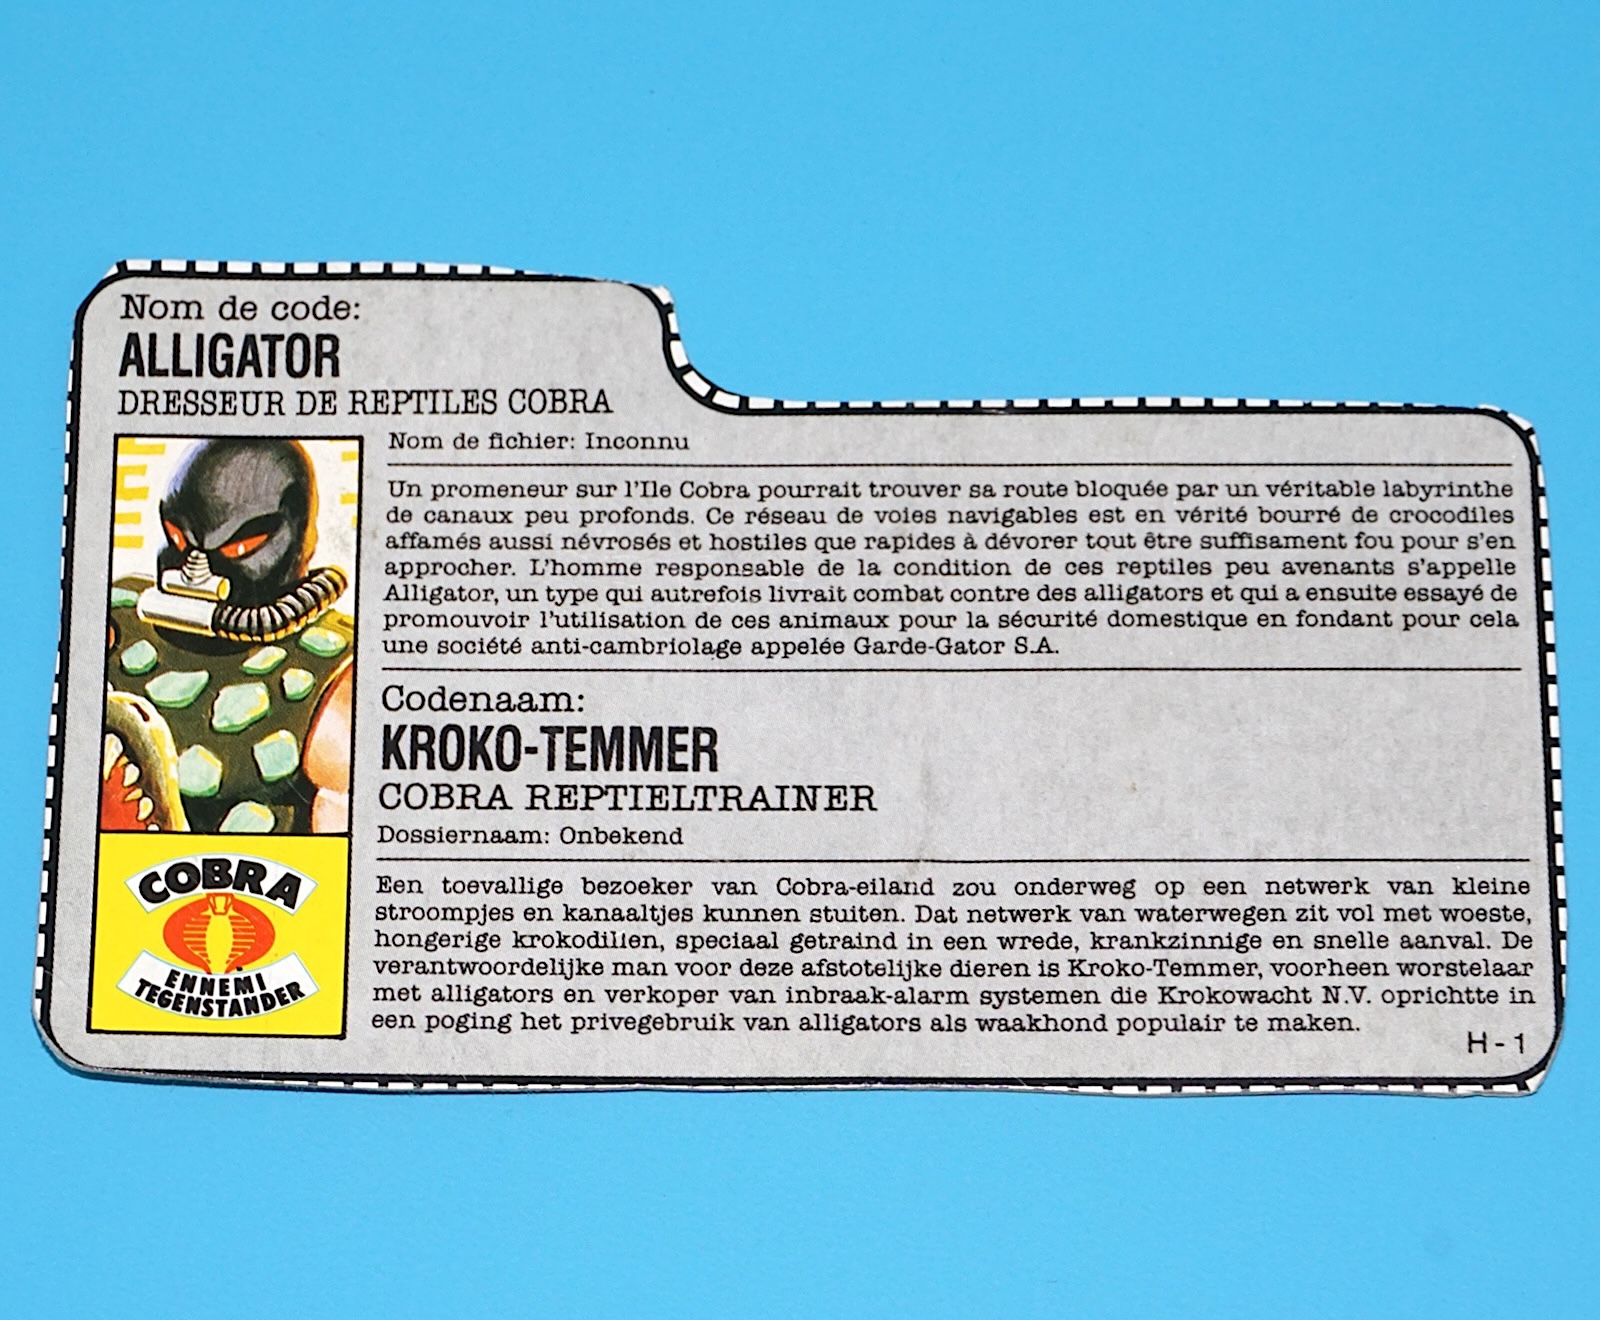 Nom de code:
ALLIGATOR
DRESSEUR DE REPTILES COBRA
Nom de fichier: Inconnu
Un promeneur sur l'Ile Cobra pourrait trouver sa route bloquée par un véritable labyrinthe
de canaux peu profonds. Ce réseau de voies navigables est en vérité bourré de crocodiles
affamés aussi névrosés et hostiles que rapides à dévorer tout être suffisament fou pour s'en
approcher. L'homme responsable de la condition de ces reptiles peu avenants s'appelle
Alligator, un type qui autrefois livrait combat contre des alligators et qui a ensuite essayé de
promouvoir l'utilisation de ces animaux pour la sécurité domestique en fondant pour cela
une société anti-cambriolage appelée Garde-Gator S.A.
Codenaam:
KROKO-TEMMER
COBRA REPTIELTRAINER
Dossiernaam: Onbekend
Een toevallige bezoeker van Cobra-eiland zou onderweg op een netwerk van kleine
stroompjes en kanaaltjes kunnen stuiten. Dat netwerk van waterwegen zit vol met woeste,
hongerige krokodillen, speciaal getraind in een wrede, krankzinnige en snelle aanval. De
verantwoordelijke man voor deze afstotelijke dieren is Kroko-Temmer, voorheen worstelaar
met alligators en verkoper van inbraak-alarm systemen die Krokowacht N.V. oprichtte in
een poging het privegebruik van alligators als waakhond populair te maken.
H-1
COBRA
ENNEMI
TEGENSTANDER